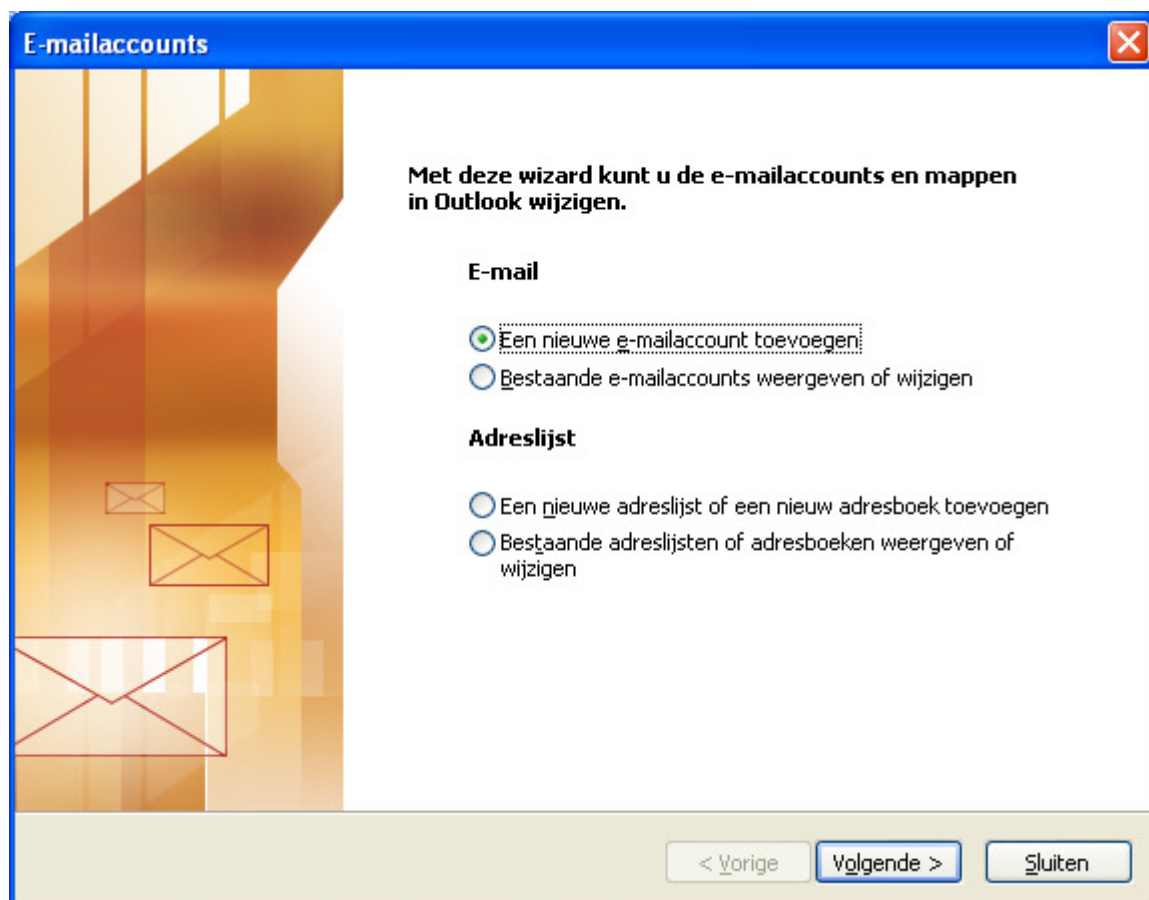 E-mailaccounts
Met deze wizard kunt u de e-mailaccounts en mappen
in Outlook wijzigen.
E-mail
Een nieuwe e-mailaccount toevoegen
Bestaande e-mailaccounts weergeven of wijzigen
Adreslijst
Een nieuwe adreslijst of een nieuw adresboek toevoegen
Bestaande adreslijsten of adresboeken weergeven of
wijzigen
< Vorige
Volgende >
Sluiten